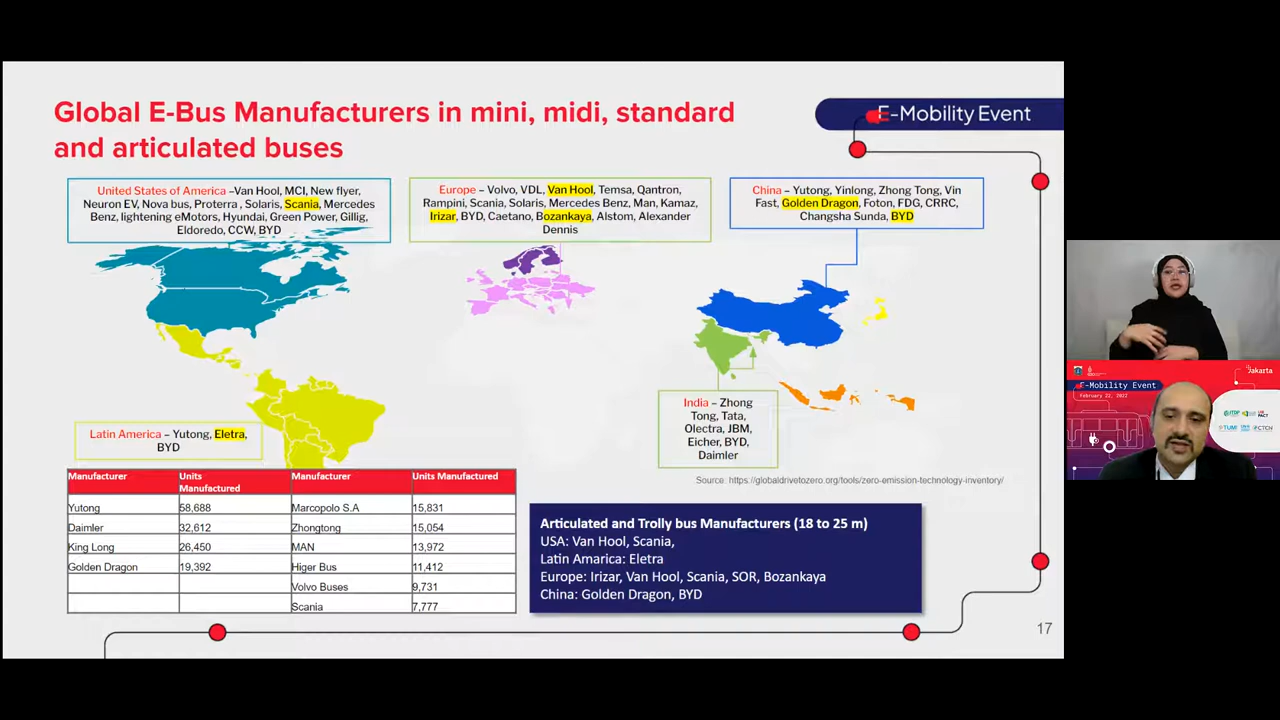 Global E-Bus Manufacturers in mini, midi, standard
and articulated buses
E-Mobility Event
United States of America –Van Hool, MCI, New flyer,
Neuron EV, Nova bus, Proterra , Solaris, Scania, Mercedes
Benz, lightening eMotors, Hyundai, Green Power, Gillig,
Eldoredo, CCW, BYD
Europe – Volvo, VDL, Van Hool, Temsa, Qantron,
Rampini, Scania, Solaris, Mercedes Benz, Man, Kamaz,
Irizar, BYD, Caetano, Bozankaya, Alstom, Alexander
Dennis
China – Yutong, Yinlong, Zhong Tong, Vin
Fast, Golden Dragon, Foton, FDG, CRRC,
Changsha Sunda, BYD
Latin America – Yutong, Eletra,
BYD
India – Zhong
Tong, Tata,
Olectra, JBM,
Eicher, BYD,
Daimler
Source: https://globaldrivetozero.org/tools/zero-emission-technology-inventory/
Manufacturer Units Manufactured Manufacturer Units Manufactured
Yutong 58,688 Marcopolo S.A 15,831
Daimler 32,612 Zhongtong 15,054
King Long 26,450 MAN 13,972
Golden Dragon 19,392 Higer Bus 11,412
Volvo Buses 9,731
Scania 7,777
Articulated and Trolly bus Manufacturers (18 to 25 m)
USA: Van Hool, Scania,
Latin Amarica: Eletra
Europe: Irizar, Van Hool, Scania, SOR, Bozankaya
China: Golden Dragon, BYD
17
Jakarta
E-Mobility Event
February 22, 2022
ITDP
TUMI
CTCN